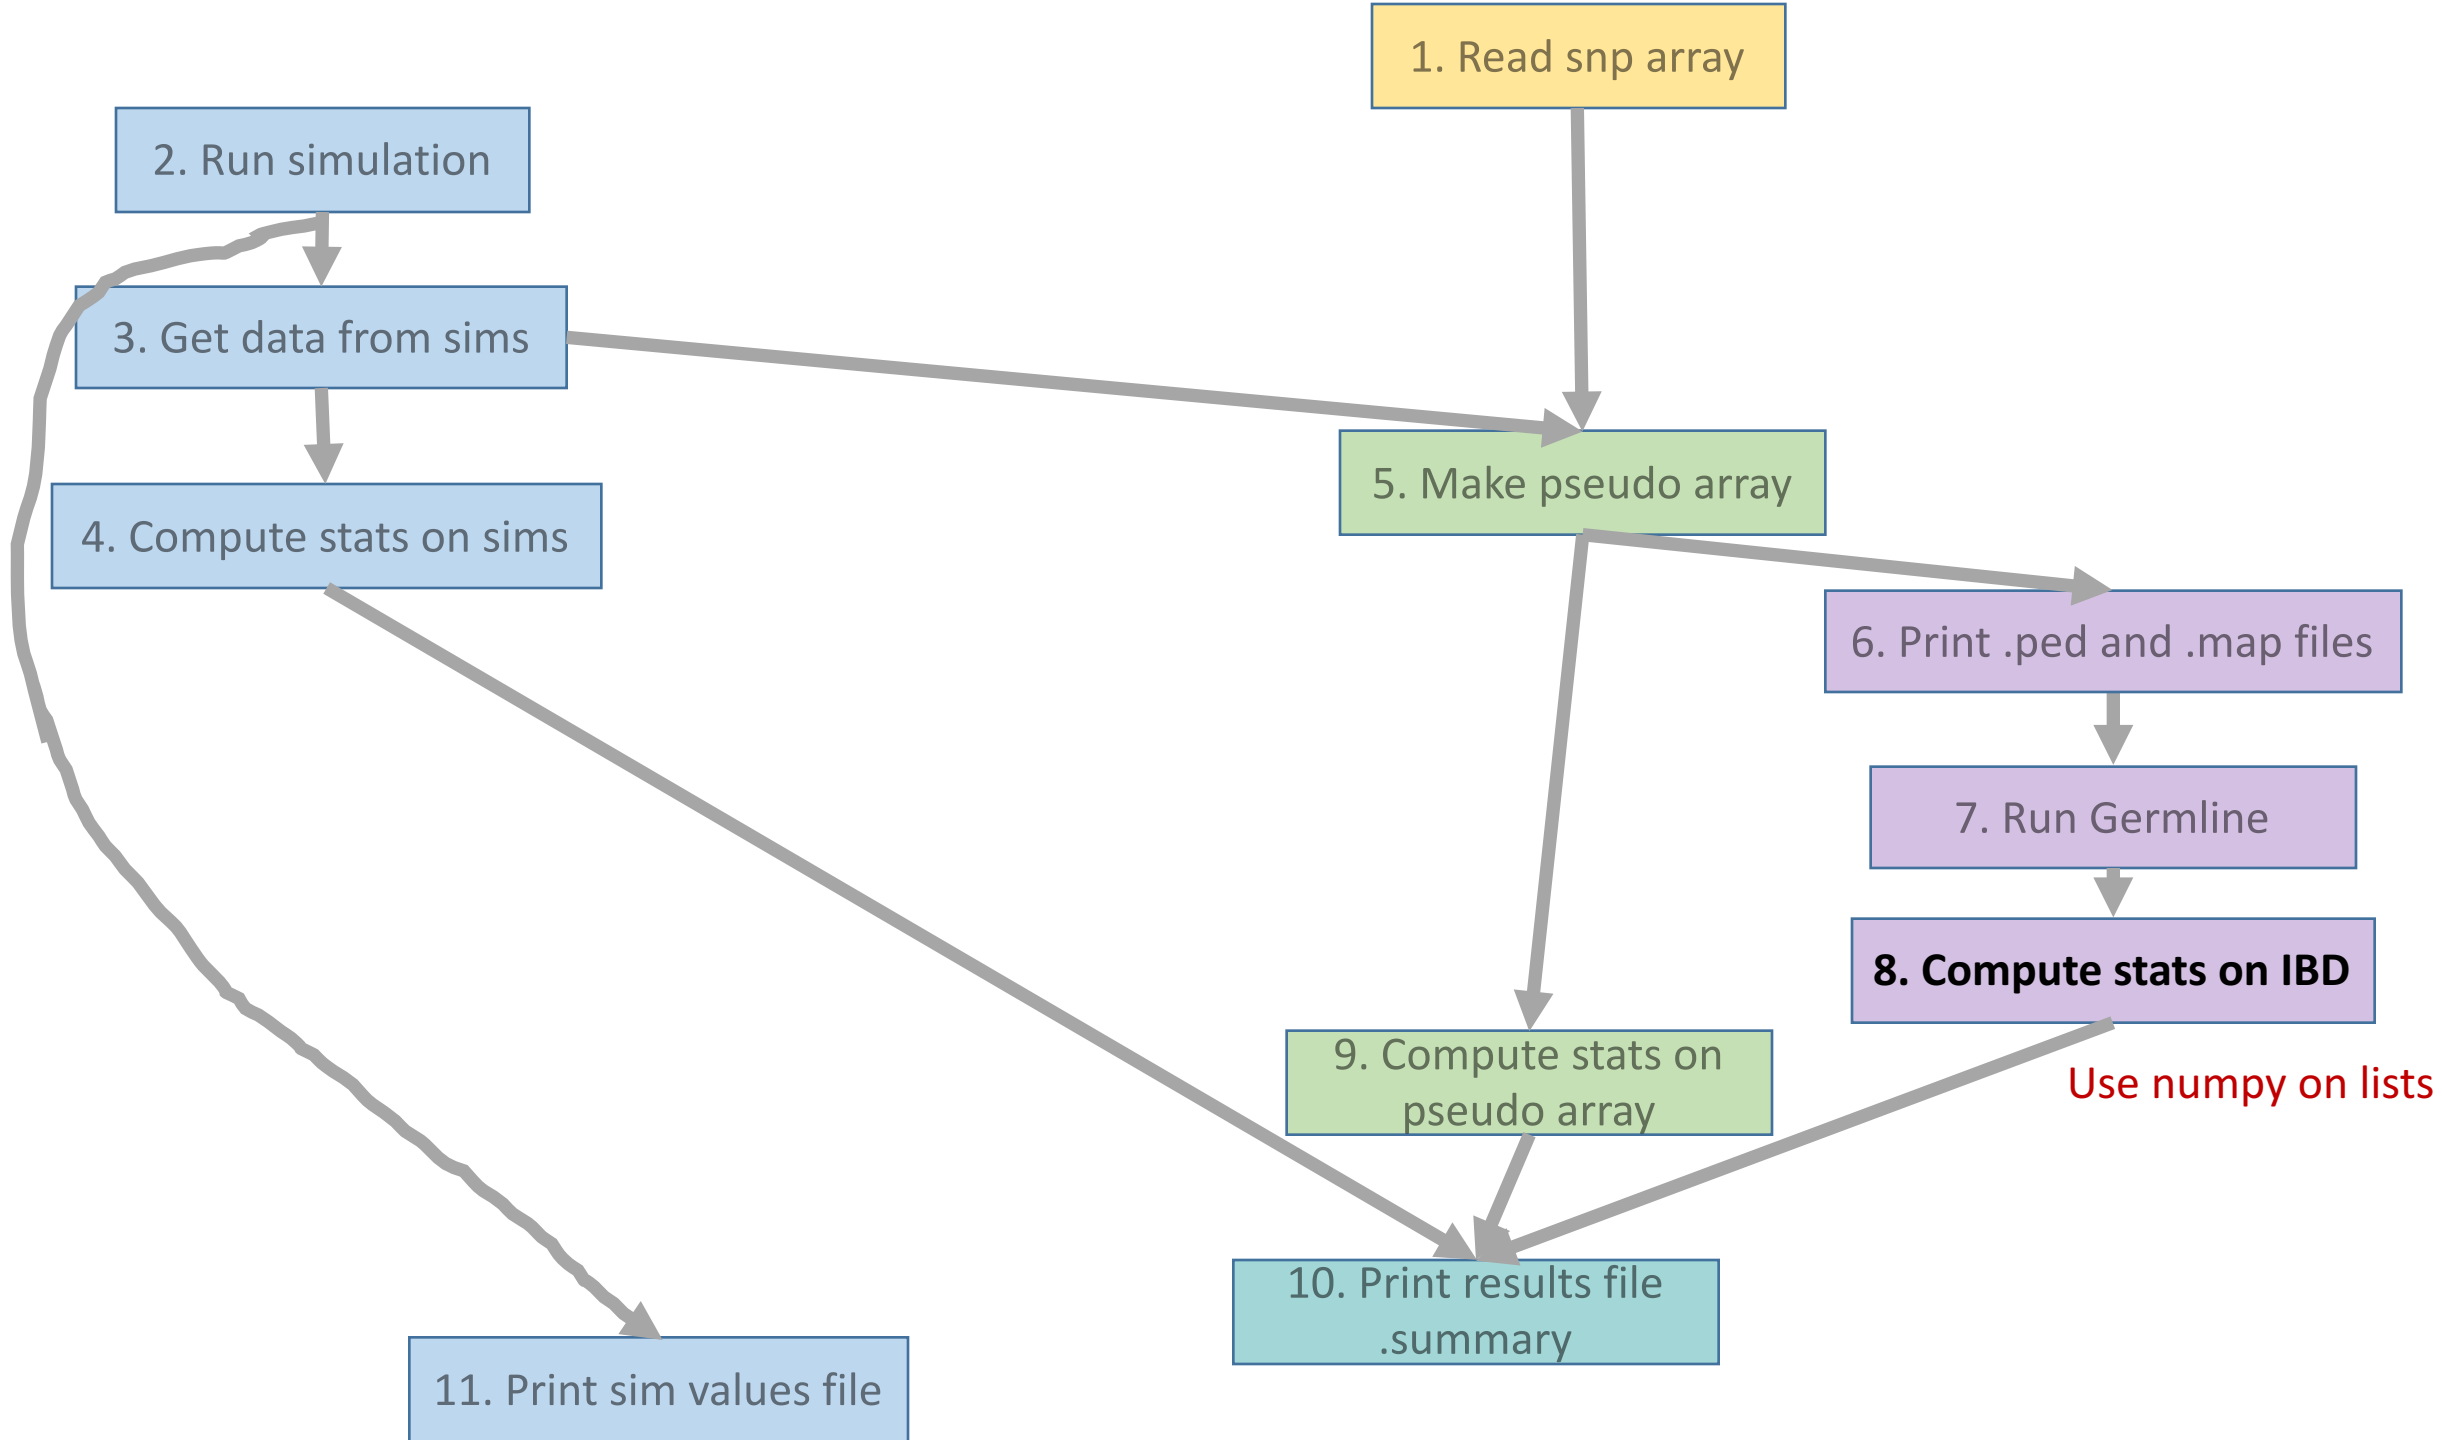 1. Read snp array
2. Run simulation
3. Get data from sims
4. Compute stats on sims
5. Make pseudo array
6. Print .ped and .map files
7. Run Germline
8. Compute stats on IBD
Use numpy on lists
9. Compute stats on
pseudo array
10. Print results file
.summary
11. Print sim values file